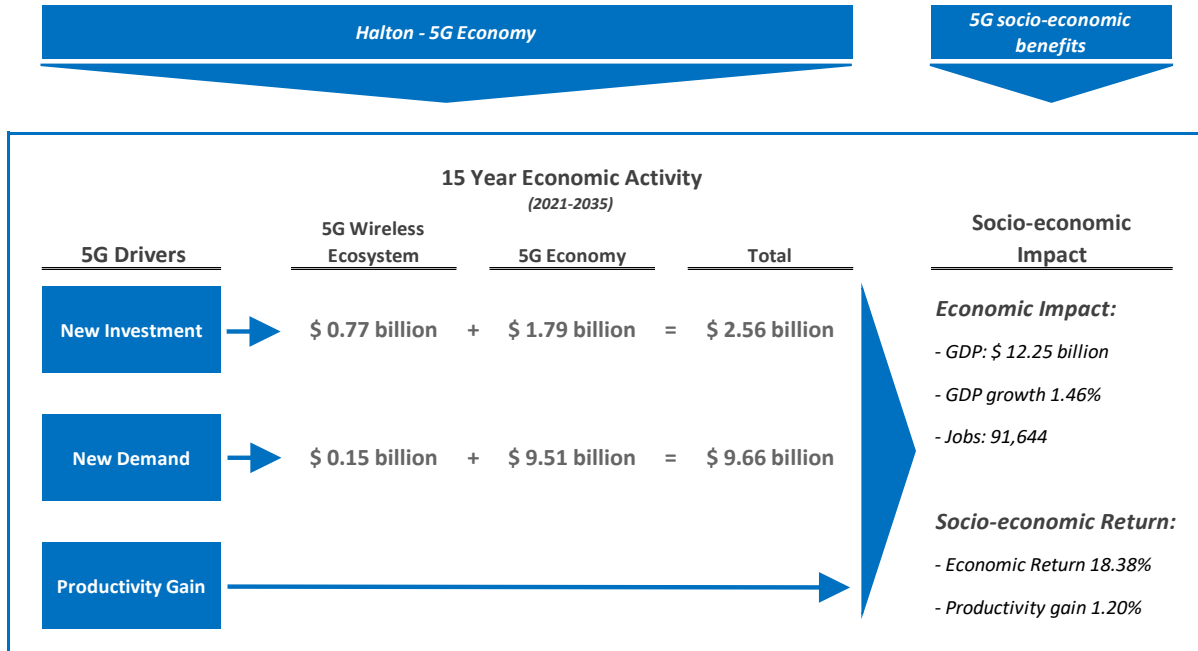 Halton - 5G Economy
5G socio-economic
benefits
15 Year Economic Activity
(2021-2035)
5G Drivers
5G Wireless
Ecosystem
5G Economy
Total
Socio-economic
Impact
New Investment
$ 0.77 billion + $ 1.79 billion = $ 2.56 billion
New Demand
$ 0.15 billion + $ 9.51 billion = $ 9.66 billion
Productivity Gain
Economic Impact:
- GDP: $ 12.25 billion
- GDP growth 1.46%
- Jobs: 91,644
Socio-economic Return:
- Economic Return 18.38%
- Productivity gain 1.20%